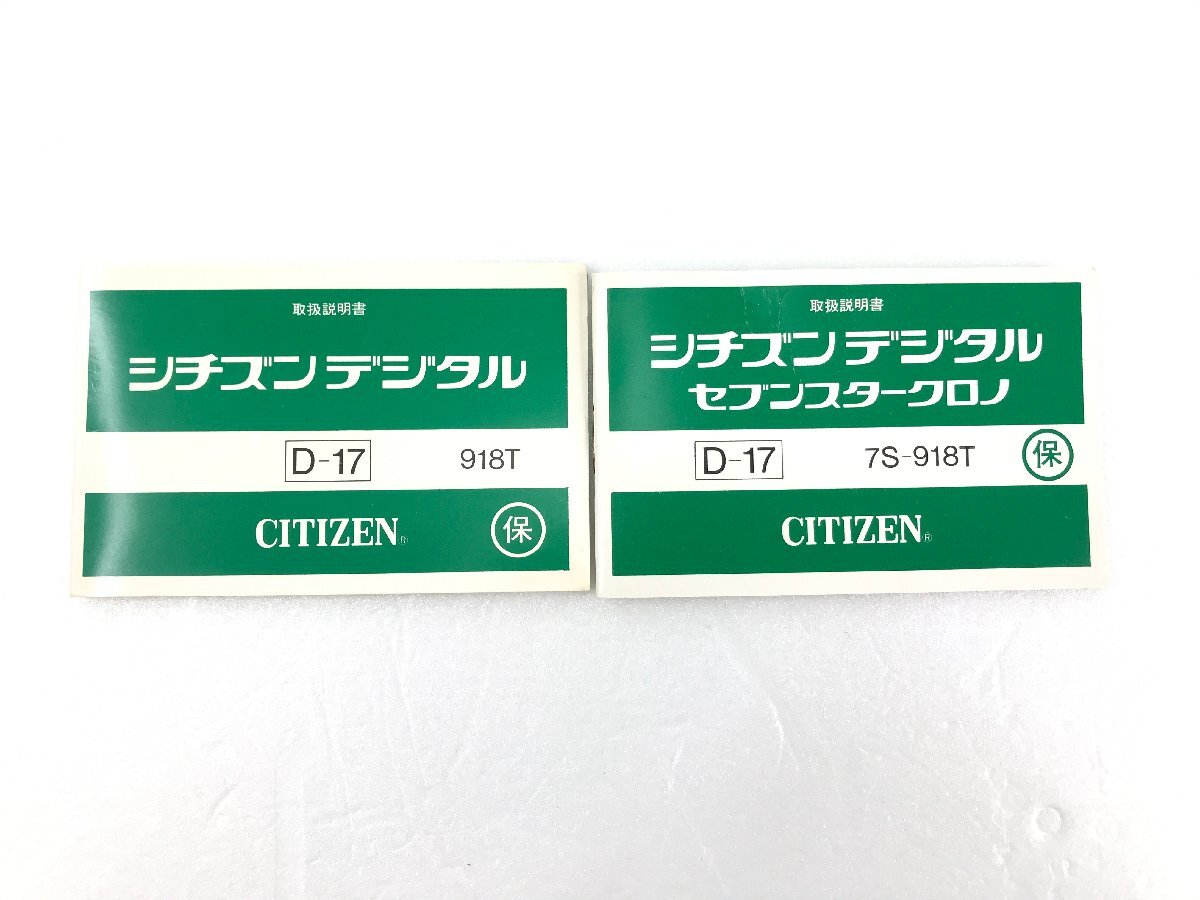 取扱説明書
シチズン デジタル
D-17 918T
CITIZEN®
保
取扱説明書
シチズン デジタル
セブンスタークロノ
D-17 7S-918T 保
CITIZEN®